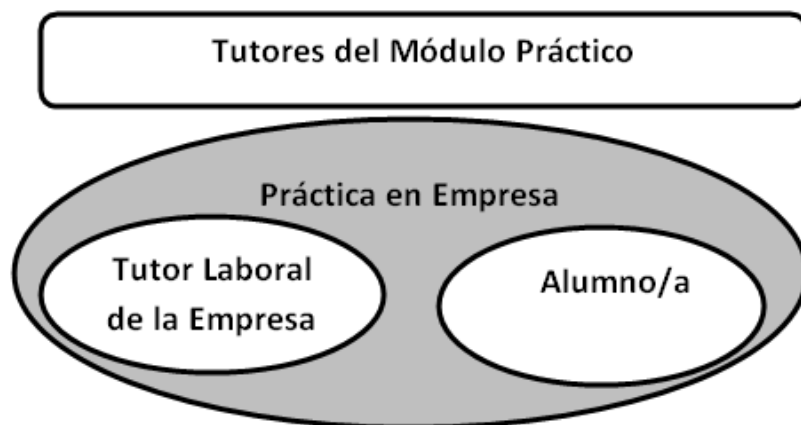 Tutores del Módulo Práctico
Práctica en Empresa
Tutor Laboral
de la Empresa
Alumno/a